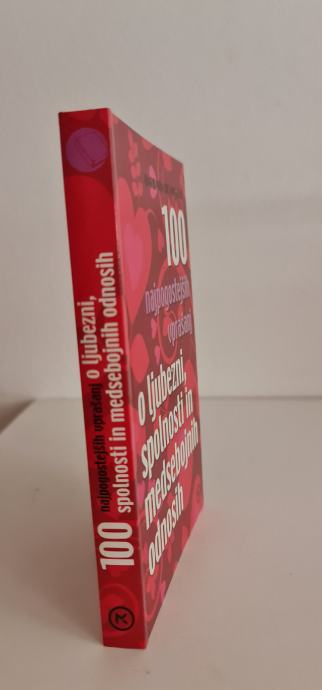 100 najpogostejših vprašanj o ljubezni,
spolnosti in medsebojnih odnosih
100
najpogostejših
vprašanj
o ljubezni,
spolnosti in
medsebojnih
odnosih